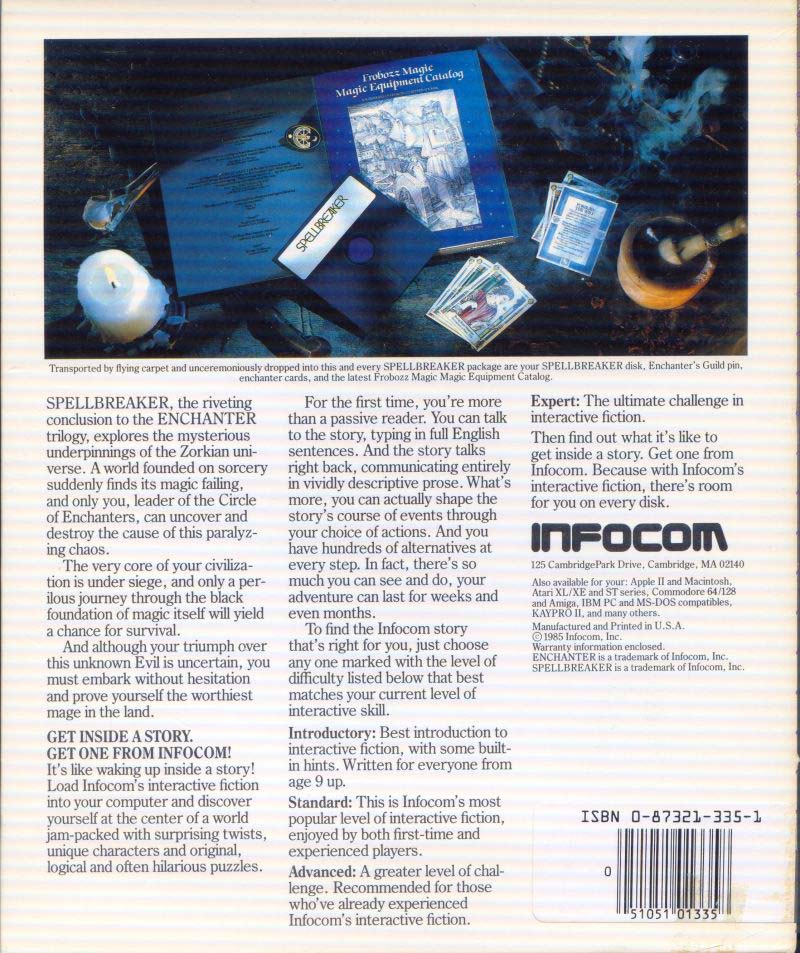 Frobozz Magic
Magic Equipment Catalog
SPELLBREAKER
Transported by flying carpet and unceremoniously dropped into this and every SPELLBREAKER package are your SPELLBREAKER disk, Enchanter's Guild pin,
enchanter cards, and the latest Frobozz Magic Magic Equipment Catalog.
SPELLBREAKER, the riveting
conclusion to the ENCHANTER
trilogy, explores the mysterious
underpinnings of the Zorkian uni-
verse. A world founded on sorcery
suddenly finds its magic failing,
and only you, leader of the Circle
of Enchanters, can uncover and
destroy the cause of this paralyz-
ing chaos.
The very core of your civiliza-
tion is under siege, and only a per-
ilous journey through the black
foundation of magic itself will yield
a chance for survival.
And although your triumph over
this unknown Evil is uncertain, you
must embark without hesitation
and prove yourself the worthiest
mage in the land.
GET INSIDE A STORY.
GET ONE FROM INFOCOM!
It's like waking up inside a story!
Load Infocom's interactive fiction
into your computer and discover
yourself at the center of a world
jam-packed with surprising twists,
unique characters and original,
logical and often hilarious puzzles.
For the first time, you're more
than a passive reader. You can talk
to the story, typing in full English
sentences. And the story talks
right back, communicating entirely
in vividly descriptive prose. What's
more, you can actually shape the
story's course of events through
your choice of actions. And you
have hundreds of alternatives at
every step. In fact, there's so
much you can see and do, your
adventure can last for weeks and
even months.
To find the Infocom story
that's right for you, just choose
any one marked with the level of
difficulty listed below that best
matches your current level of
interactive skill.
Introductory: Best introduction to
interactive fiction, with some built-
in hints. Written for everyone from
age 9 up.
Standard: This is Infocom's most
popular level of interactive fiction,
enjoyed by both first-time and
experienced players.
Advanced: A greater level of chal-
lenge. Recommended for those
who've already experienced
Infocom's interactive fiction.
Expert: The ultimate challenge in
interactive fiction.
Then find out what it's like to
get inside a story. Get one from
Infocom. Because with Infocom's
interactive fiction, there's room
for you on every disk.
INFOCOM
125 CambridgePark Drive, Cambridge, MA 02140
Also available for your: Apple II and Macintosh,
Atari XL/XE and ST series, Commodore 64/128
and Amiga, IBM PC and MS-DOS compatibles,
KAYPRO II, and many others.
Manufactured and Printed in U.S.A.
© 1985 Infocom, Inc.
Warranty information enclosed.
ENCHANTER is a trademark of Infocom, Inc.
SPELLBREAKER is a trademark of Infocom, Inc.
ISBN 0-87321-335-1
0
51051 01335